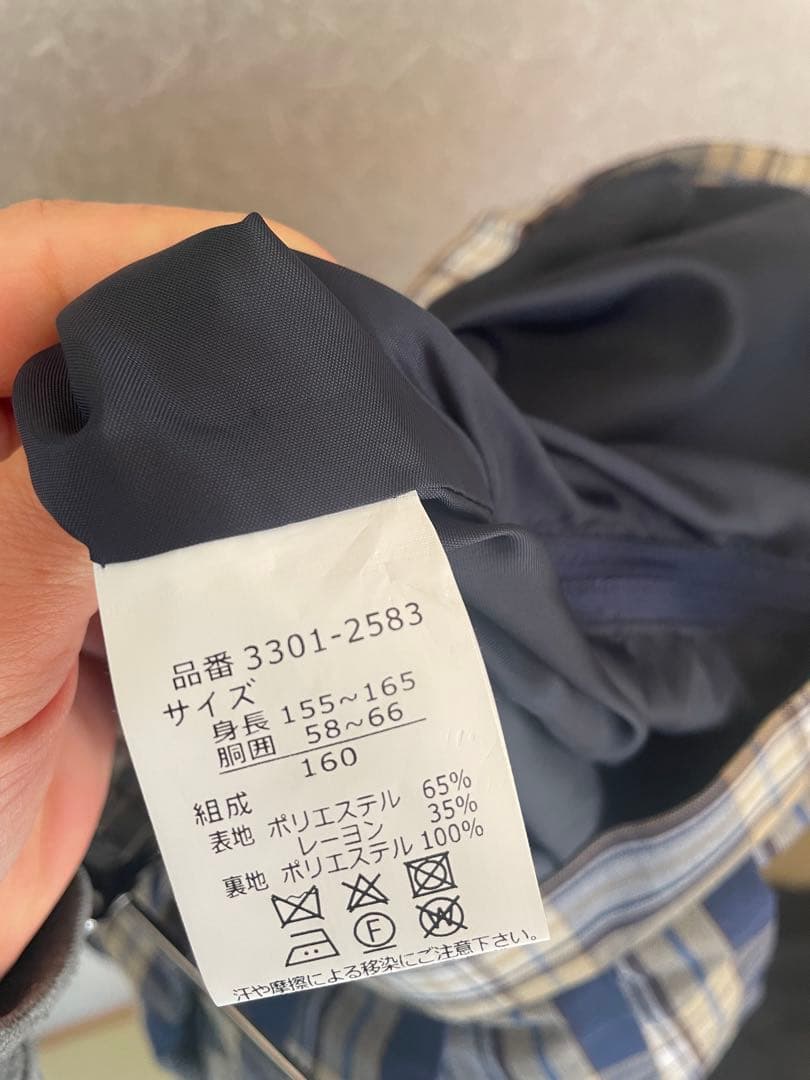 品番 3301-2583
サイズ
身長 155~165
胴囲 58~66
160
組成
表地 ポリエステル 65%
レーヨン 35%
裏地 ポリエステル 100%
F
W
汗や摩擦による移染にご注意下さい。